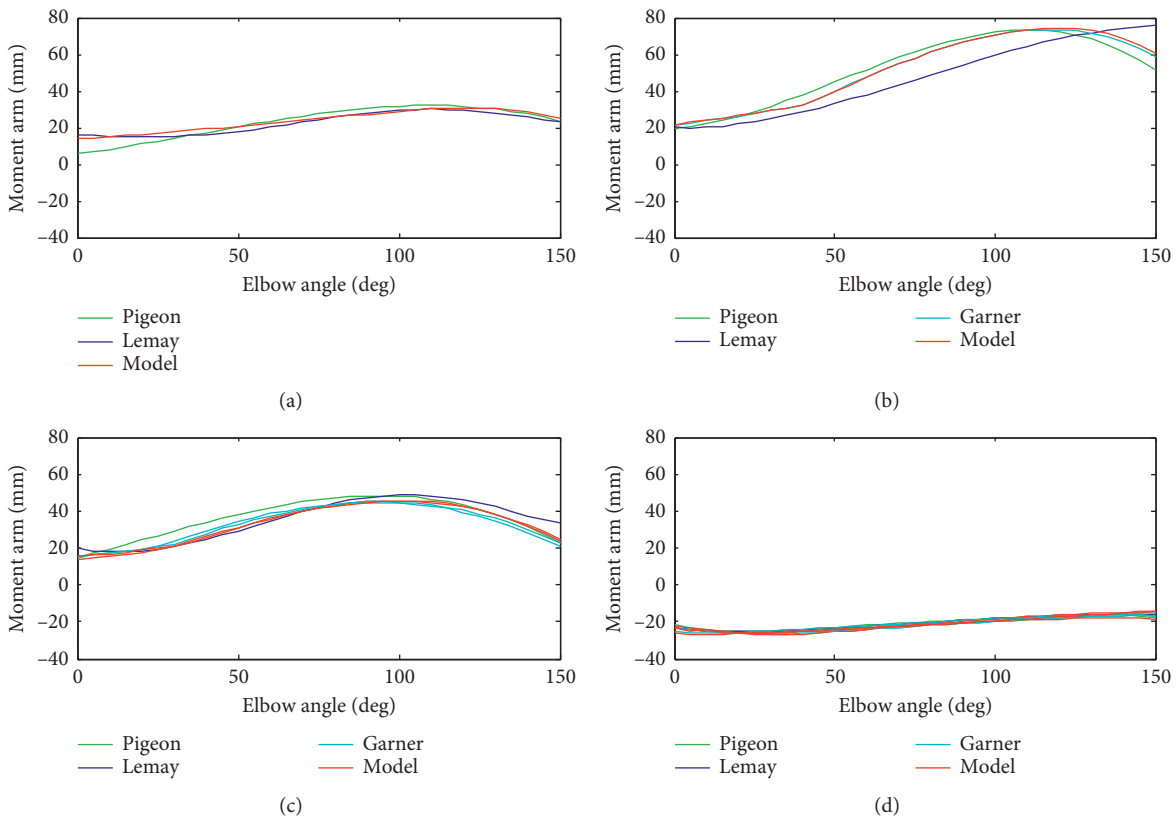 80
60
40
20
0
−20
−40
Moment arm (mm)
0 50 100 150
Elbow angle (deg)
Pigeon
Lemay
Model
(a)
80
60
40
20
0
−20
−40
Moment arm (mm)
0 50 100 150
Elbow angle (deg)
Pigeon Garner
Lemay Model
(b)
80
60
40
20
0
−20
−40
Moment arm (mm)
0 50 100 150
Elbow angle (deg)
Pigeon Garner
Lemay Model
(c)
80
60
40
20
0
−20
−40
Moment arm (mm)
0 50 100 150
Elbow angle (deg)
Pigeon Garner
Lemay Model
(d)